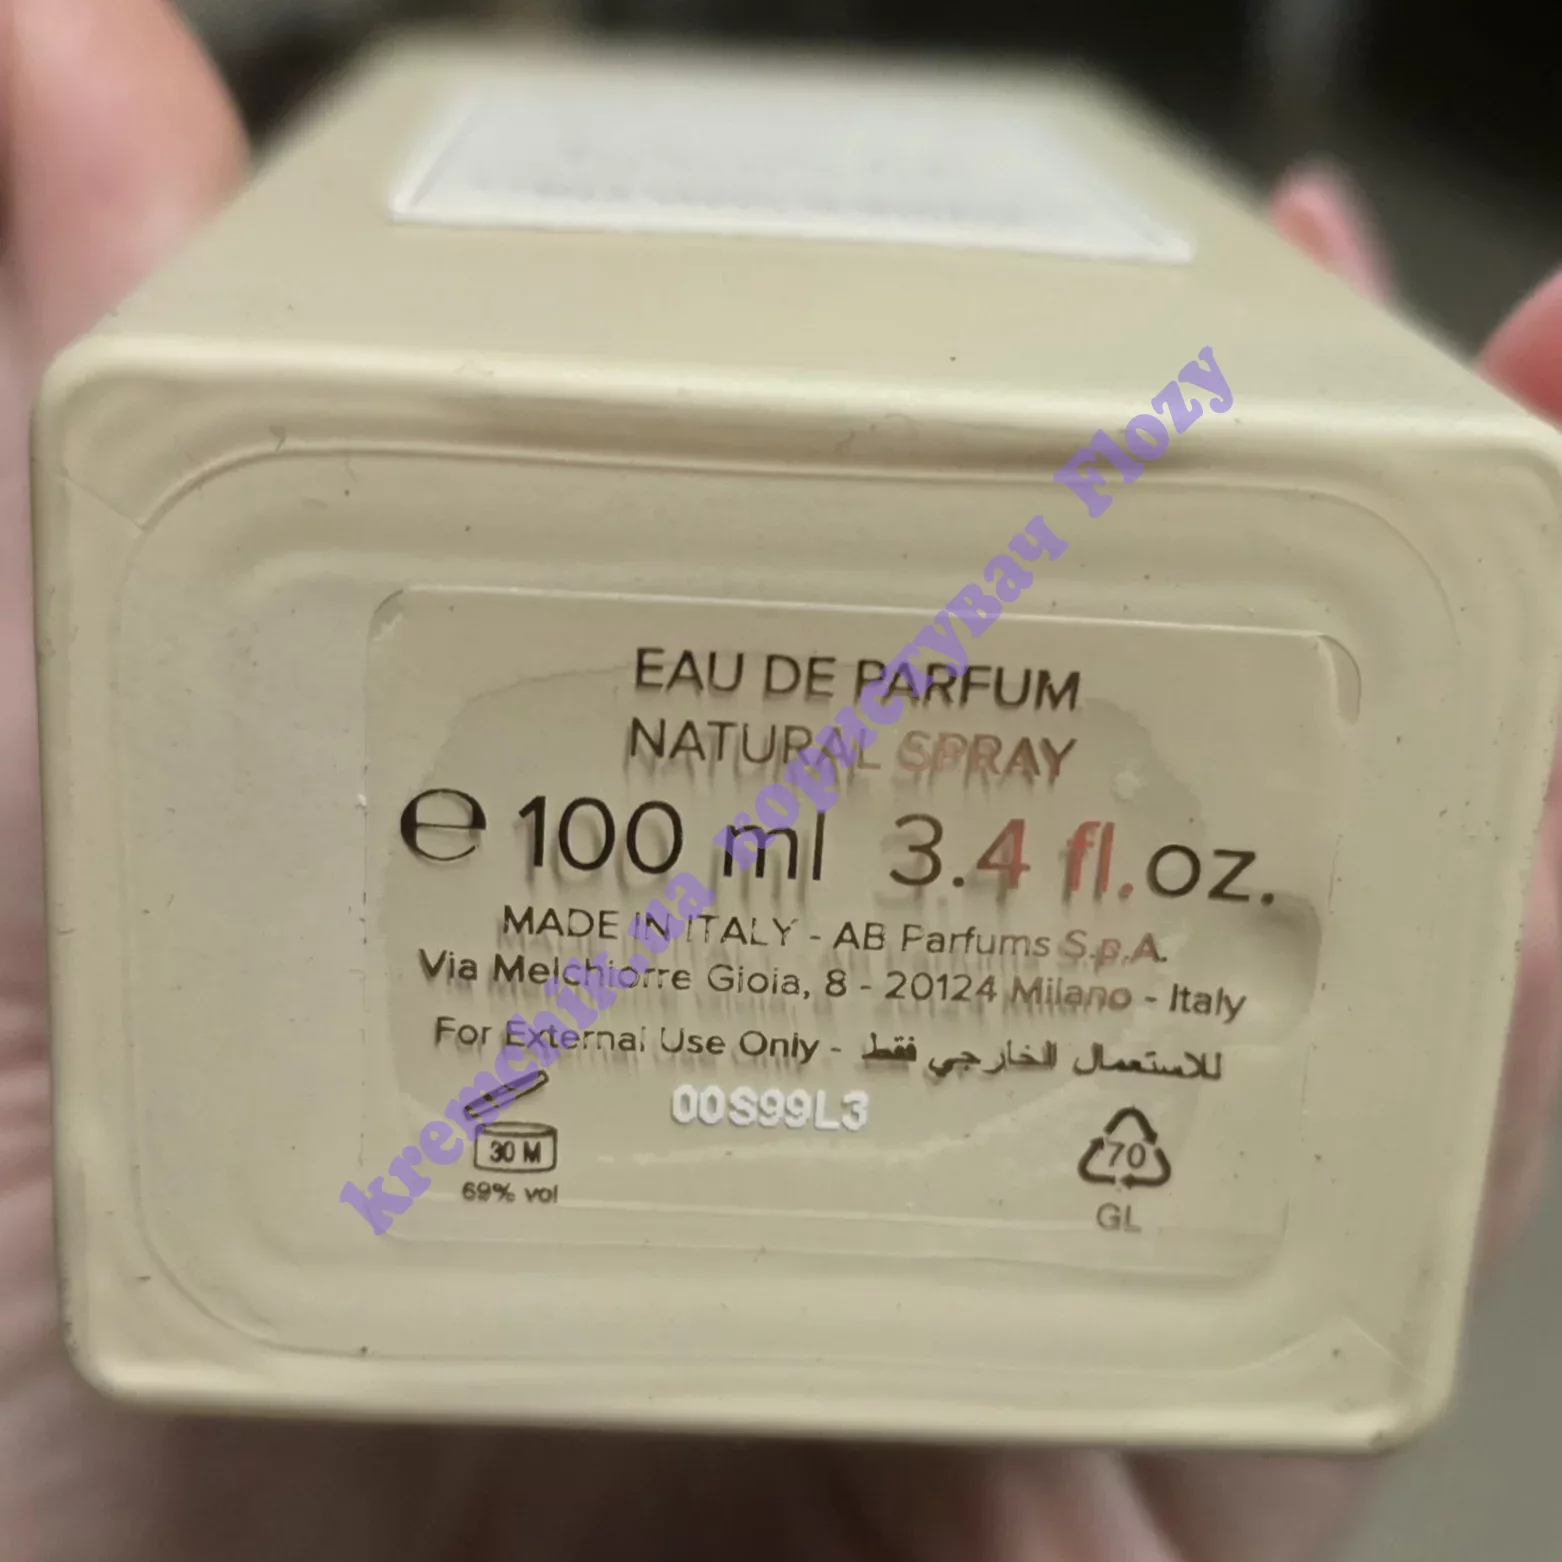 EAU DE PARFUM
NATURAL SPRAY
℮ 100 ml 3.4 fl.oz.
MADE IN ITALY - AB Parfums S.p.A.
Via Melchiorre Gioia, 8 - 20124 Milano - Italy
For External Use Only - للاستعمال الخارجي فقط
00S99L3
30 M
69% vol
70
GL
kremchik.ua користувач Flozy